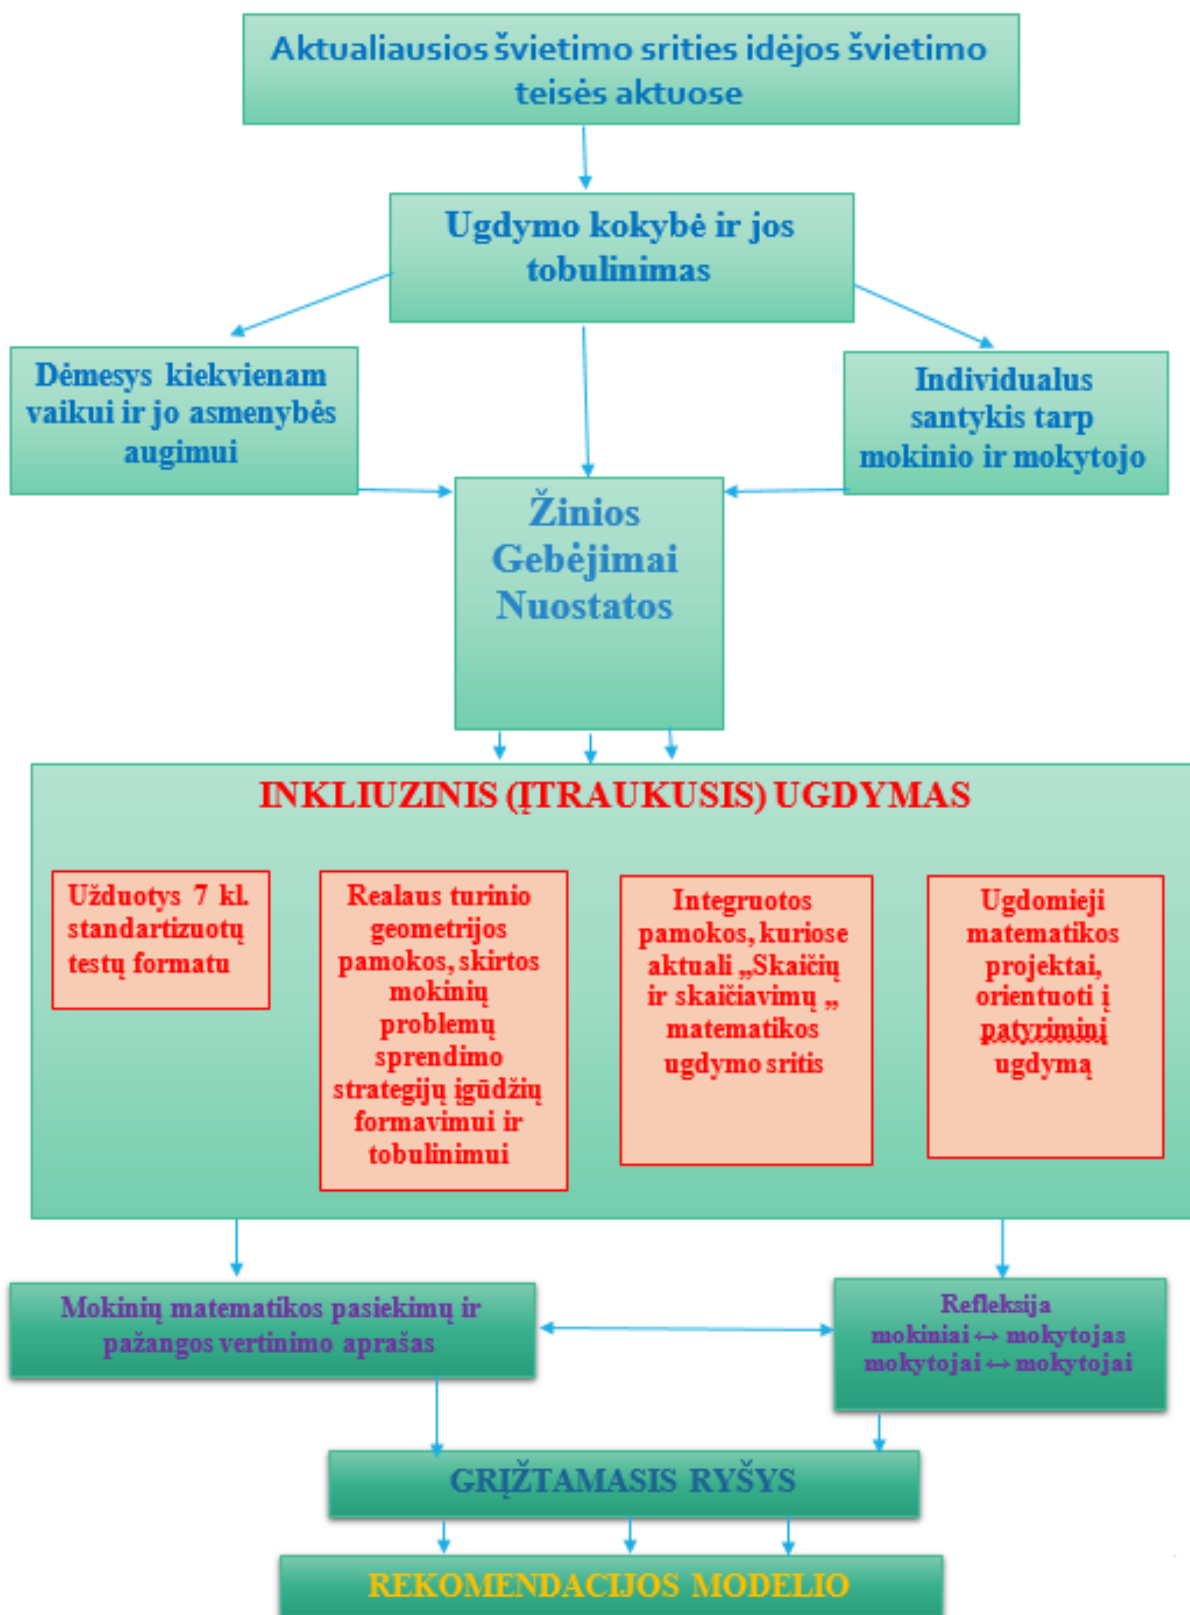 Aktualiausios švietimo srities idėjos švietimo
teisės aktuose
Ugdymo kokybė ir jos
tobulinimas
Dėmesys kiekvienam
vaikui ir jo asmenybės
augimui
Individualus
santykis tarp
mokinio ir mokytojo
Žinios
Gebėjimai
Nuostatos
INKLIUZINIS (ĮTRAUKUSIS) UGDYMAS
Užduotys 7 kl.
standartizuotų
testų formatu
Realaus turinio
geometrijos
pamokos, skirtos
mokinių
problemų
sprendimo
strategijų įgūdžių
formavimui ir
tobulinimui
Integruotos
pamokos, kuriose
aktuali „Skaičių
ir skaičiavimų „
matematikos
ugdymo sritis
Ugdomieji
matematikos
projektai,
orientuoti į
patyriminį
ugdymą
Mokinių matematikos pasiekimų ir
pažangos vertinimo aprašas
Refleksija
mokiniai ↔ mokytojas
mokytojai ↔ mokytojai
GRĮŽTAMASIS RYŠYS
REKOMENDACIJOS MODELIO